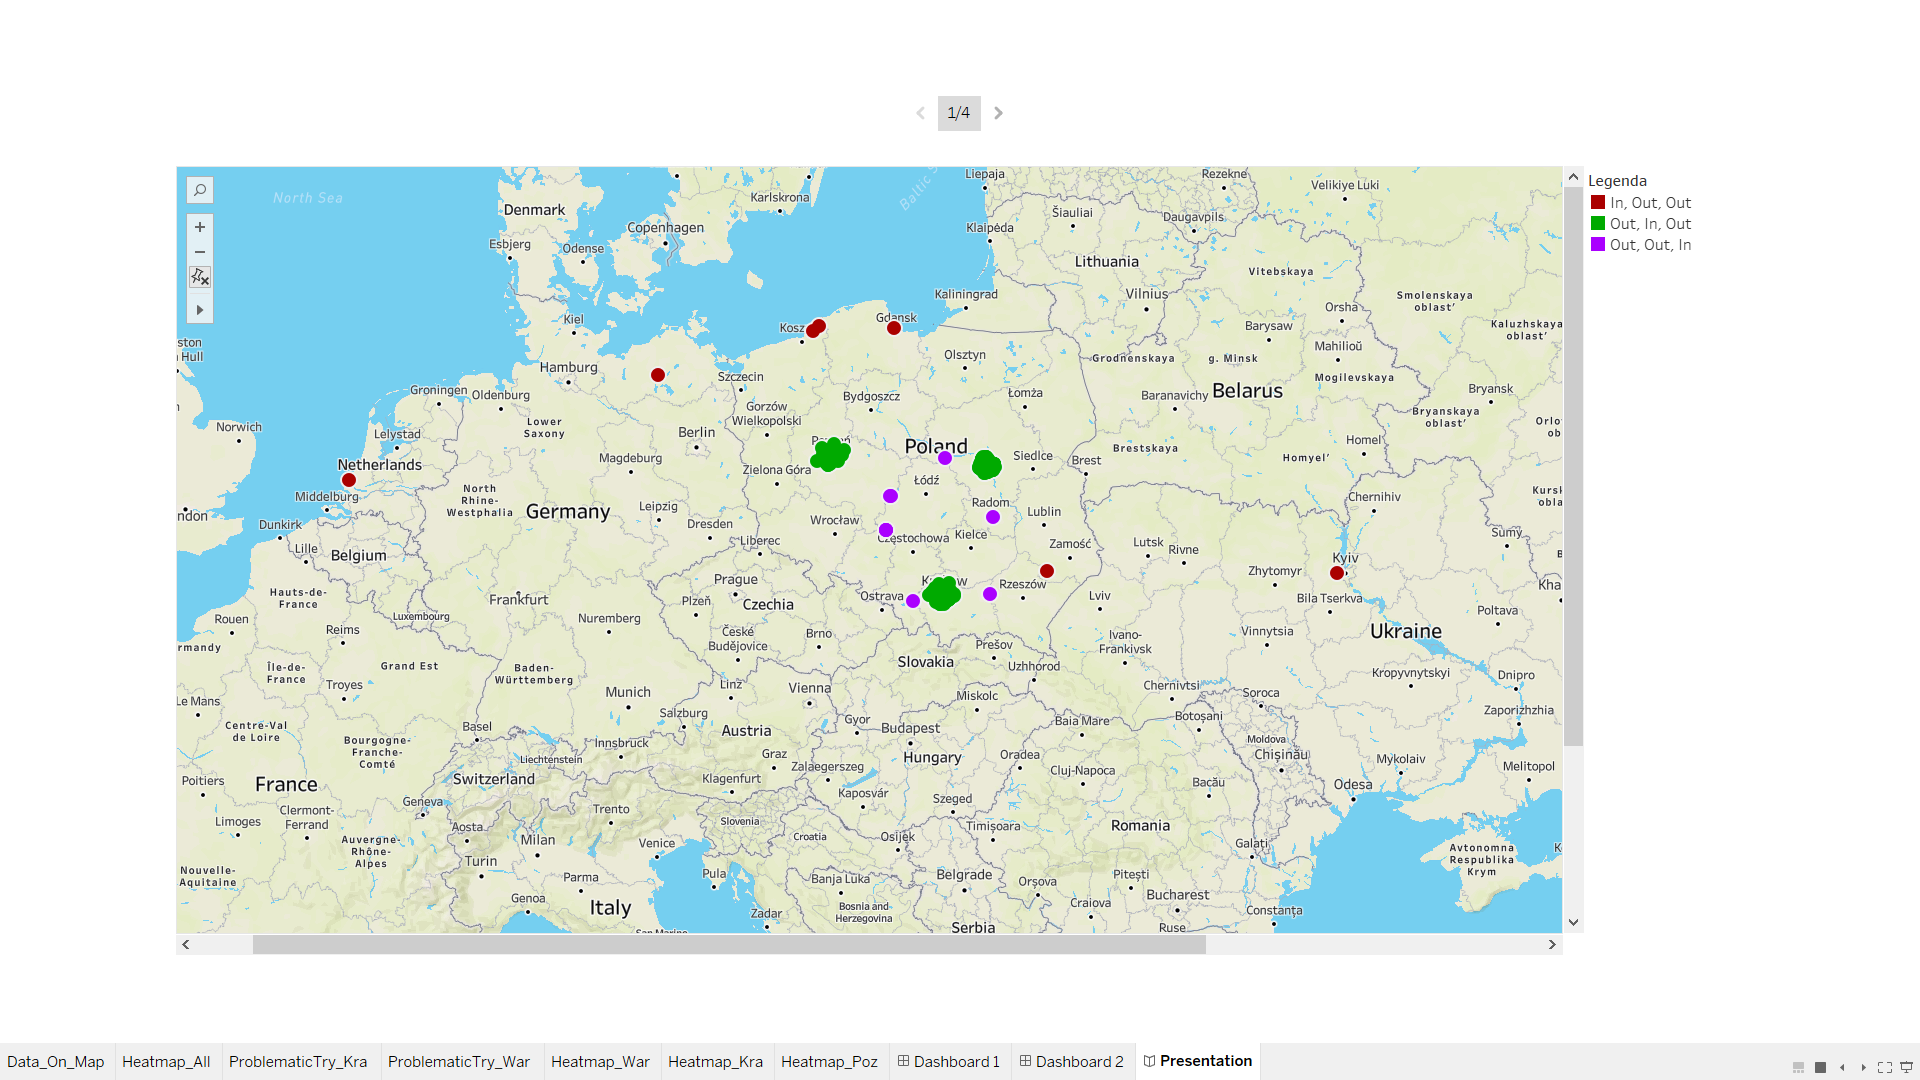 1/4
Legenda
In, Out, Out
Out, In, Out
Out, Out, In
North Sea
Denmark
Esbjerg
Odense
Copenhagen
Karlskrona
Baltic S
Liepaja
Rezekne
Velikiye Luki
Šiauliai
Daugavpils
Klaipėda
Lithuania
Vitebskaya
Kaliningrad
Vilnius
Orsha
Smolenskaya
oblast'
Kiel
Kosz
Gdansk
Barysaw
Kaluzhskaya
oblast'
ston
Hull
Hamburg
Olsztyn
Grodnenskaya
g. Minsk
Mahilioŭ
Mogilevskaya
Szczecin
Groningen
Oldenburg
Bydgoszcz
Łomża
Baranavichy
Belarus
Bryansk
Gorzów
Wielkopolski
Bryanskaya
oblast'
Norwich
Lelystad
Lower
Saxony
Berlin
Poland
Brestskaya
Homel
Homyel'
Netherlands
Magdeburg
Zielona Góra
Siedlce
Brest
Middelburg
North
Rhine-
Westphalia
Germany
Leipzig
Łódź
Radom
Lublin
Chernihiv
Kursk
obla
ndon
Dunkirk
Dresden
Wrocław
Lille
Belgium
Liberec
Częstochowa
Kielce
Zamość
Lutsk
Rivne
Kyiv
Sumy
Prague
Czechia
Ostrava
Rzeszów
Zhytomyr
Kha
Hauts-de-
France
Frankfurt
Plzeň
Lviv
Bila Tserkva
Poltava
Rouen
Luxembourg
Nuremberg
České
Budějovice
Brno
Ivano-
Frankivsk
Vinnytsia
Ukraine
Reims
rmandy
Île-de-
France
Grand Est
Baden-
Württemberg
Slovakia
Prešov
Uzhhorod
Kropyvnytskyi
Dnipro
Troyes
Munich
Linz
Vienna
Miskolc
Chernivtsi
Soroca
Le Mans
Salzburg
Gyor
Budapest
Baia Mare
Botoşani
Zaporizhzhia
Centre-Val
de Loire
Basel
Austria
Moldova
Chişinău
Bourgogne-
Franche-
Comté
Innsbruck
Liechtenstein
Graz
Zalaegerszeg
Hungary
Oradea
Cluj-Napoca
Mykolaiv
Melitopol
Poitiers
France
Switzerland
Klagenfurt
Kaposvár
Bacău
Odesa
Geneva
Szeged
Limoges
Clermont-
Ferrand
Trento
Slovenia
Timişoara
Romania
Aosta
Auvergne-
Rhône-
Alpes
Milan
Venice
Croatia
Osijek
Galati
Avtonomna
Respublika
Krym
Turin
Nouvelle-
Aquitaine
Parma
Pula
Banja Luka
Belgrade
Orşova
Piteşti
Genoa
Italy
Bosnia and
Herzegovina
Bucharest
Zadar
Craiova
Constanţa
San Marino
Serbia
Ruse
Data_On_Map
Heatmap_All
ProblematicTry_Kra
ProblematicTry_War
Heatmap_War
Heatmap_Kra
Heatmap_Poz
Dashboard 1
Dashboard 2
Presentation